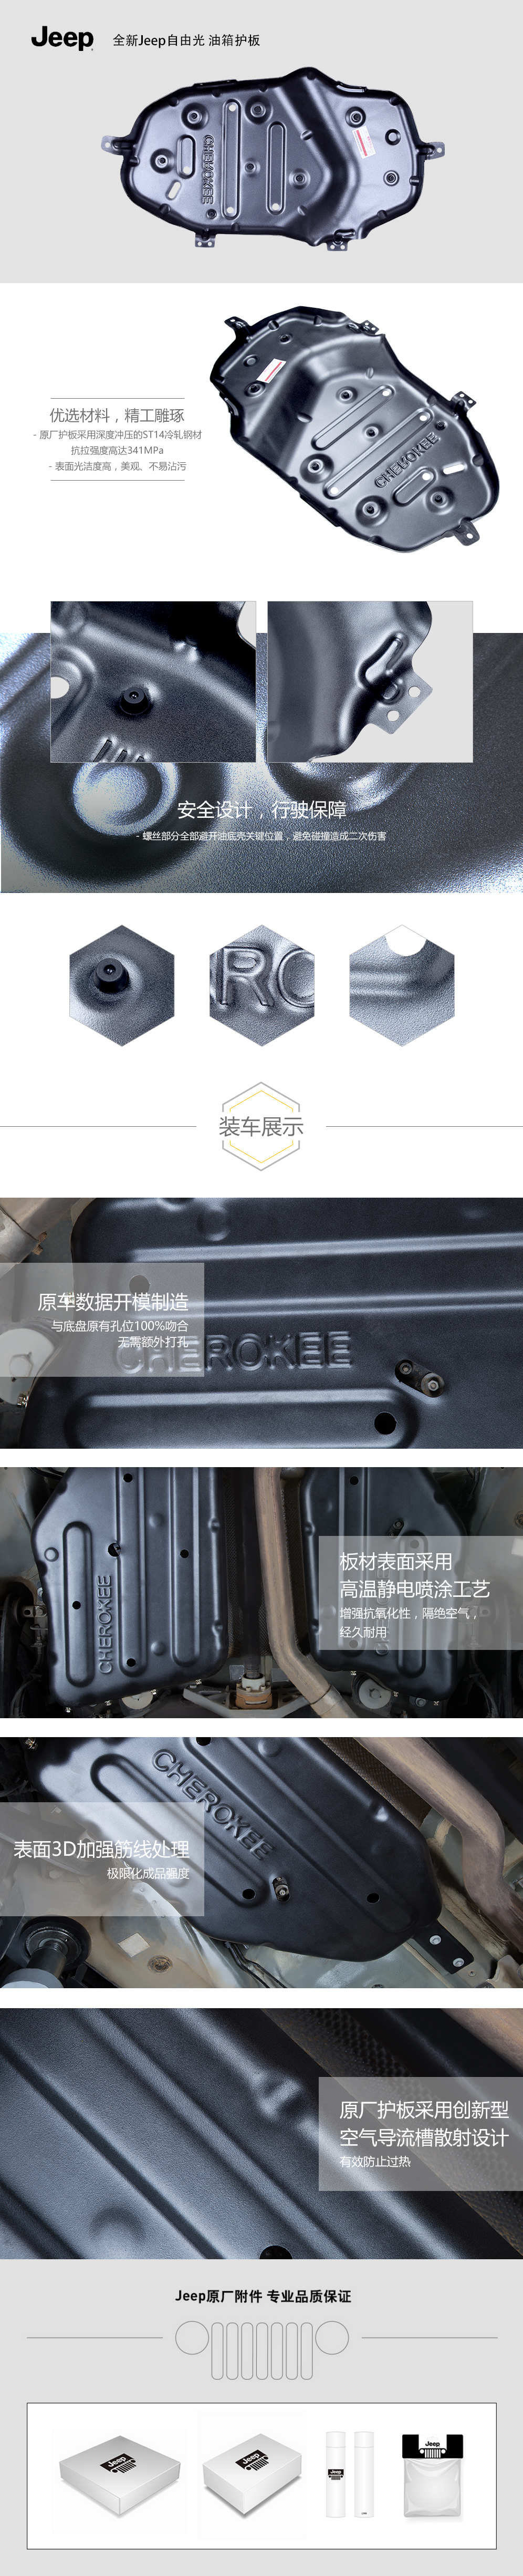 Jeep
全新Jeep自由光 油箱护板
CHEROKEE
优选材料，精工雕琢
- 原厂护板采用深度冲压的ST14冷轧钢材
抗拉强度高达341MPa
- 表面光洁度高，美观、不易沾污
CHEROKEE
安全设计，行驶保障
- 螺丝部分全部避开油底壳关键位置，避免碰撞造成二次伤害
RO
装车展示
原车数据开模制造
与底盘原有孔位100%吻合
无需额外打孔
CHEROKEE
CHEROKEE
板材表面采用
高温静电喷涂工艺
增强抗氧化性，隔绝空气，
经久耐用
CHEROKEE
表面3D加强筋线处理
极限化成品强度
原厂护板采用创新型
空气导流槽散射设计
有效防止过热
Jeep原厂附件 专业品质保证
Jeep
Jeep
Jeep
Jeep